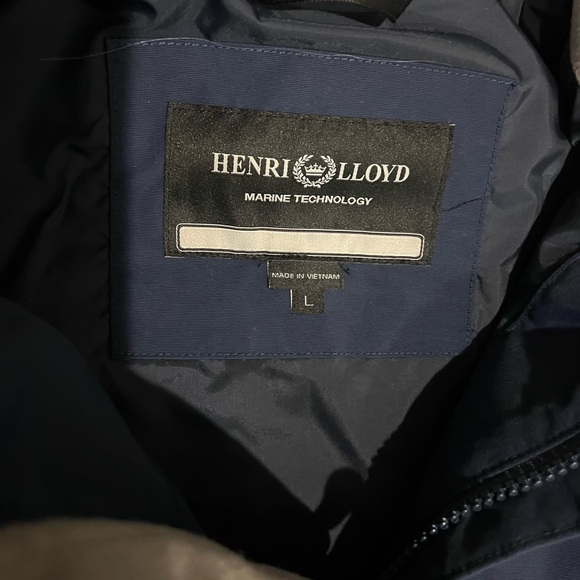 HENRI LLOYD
MARINE TECHNOLOGY
MADE IN VIETNAM
L